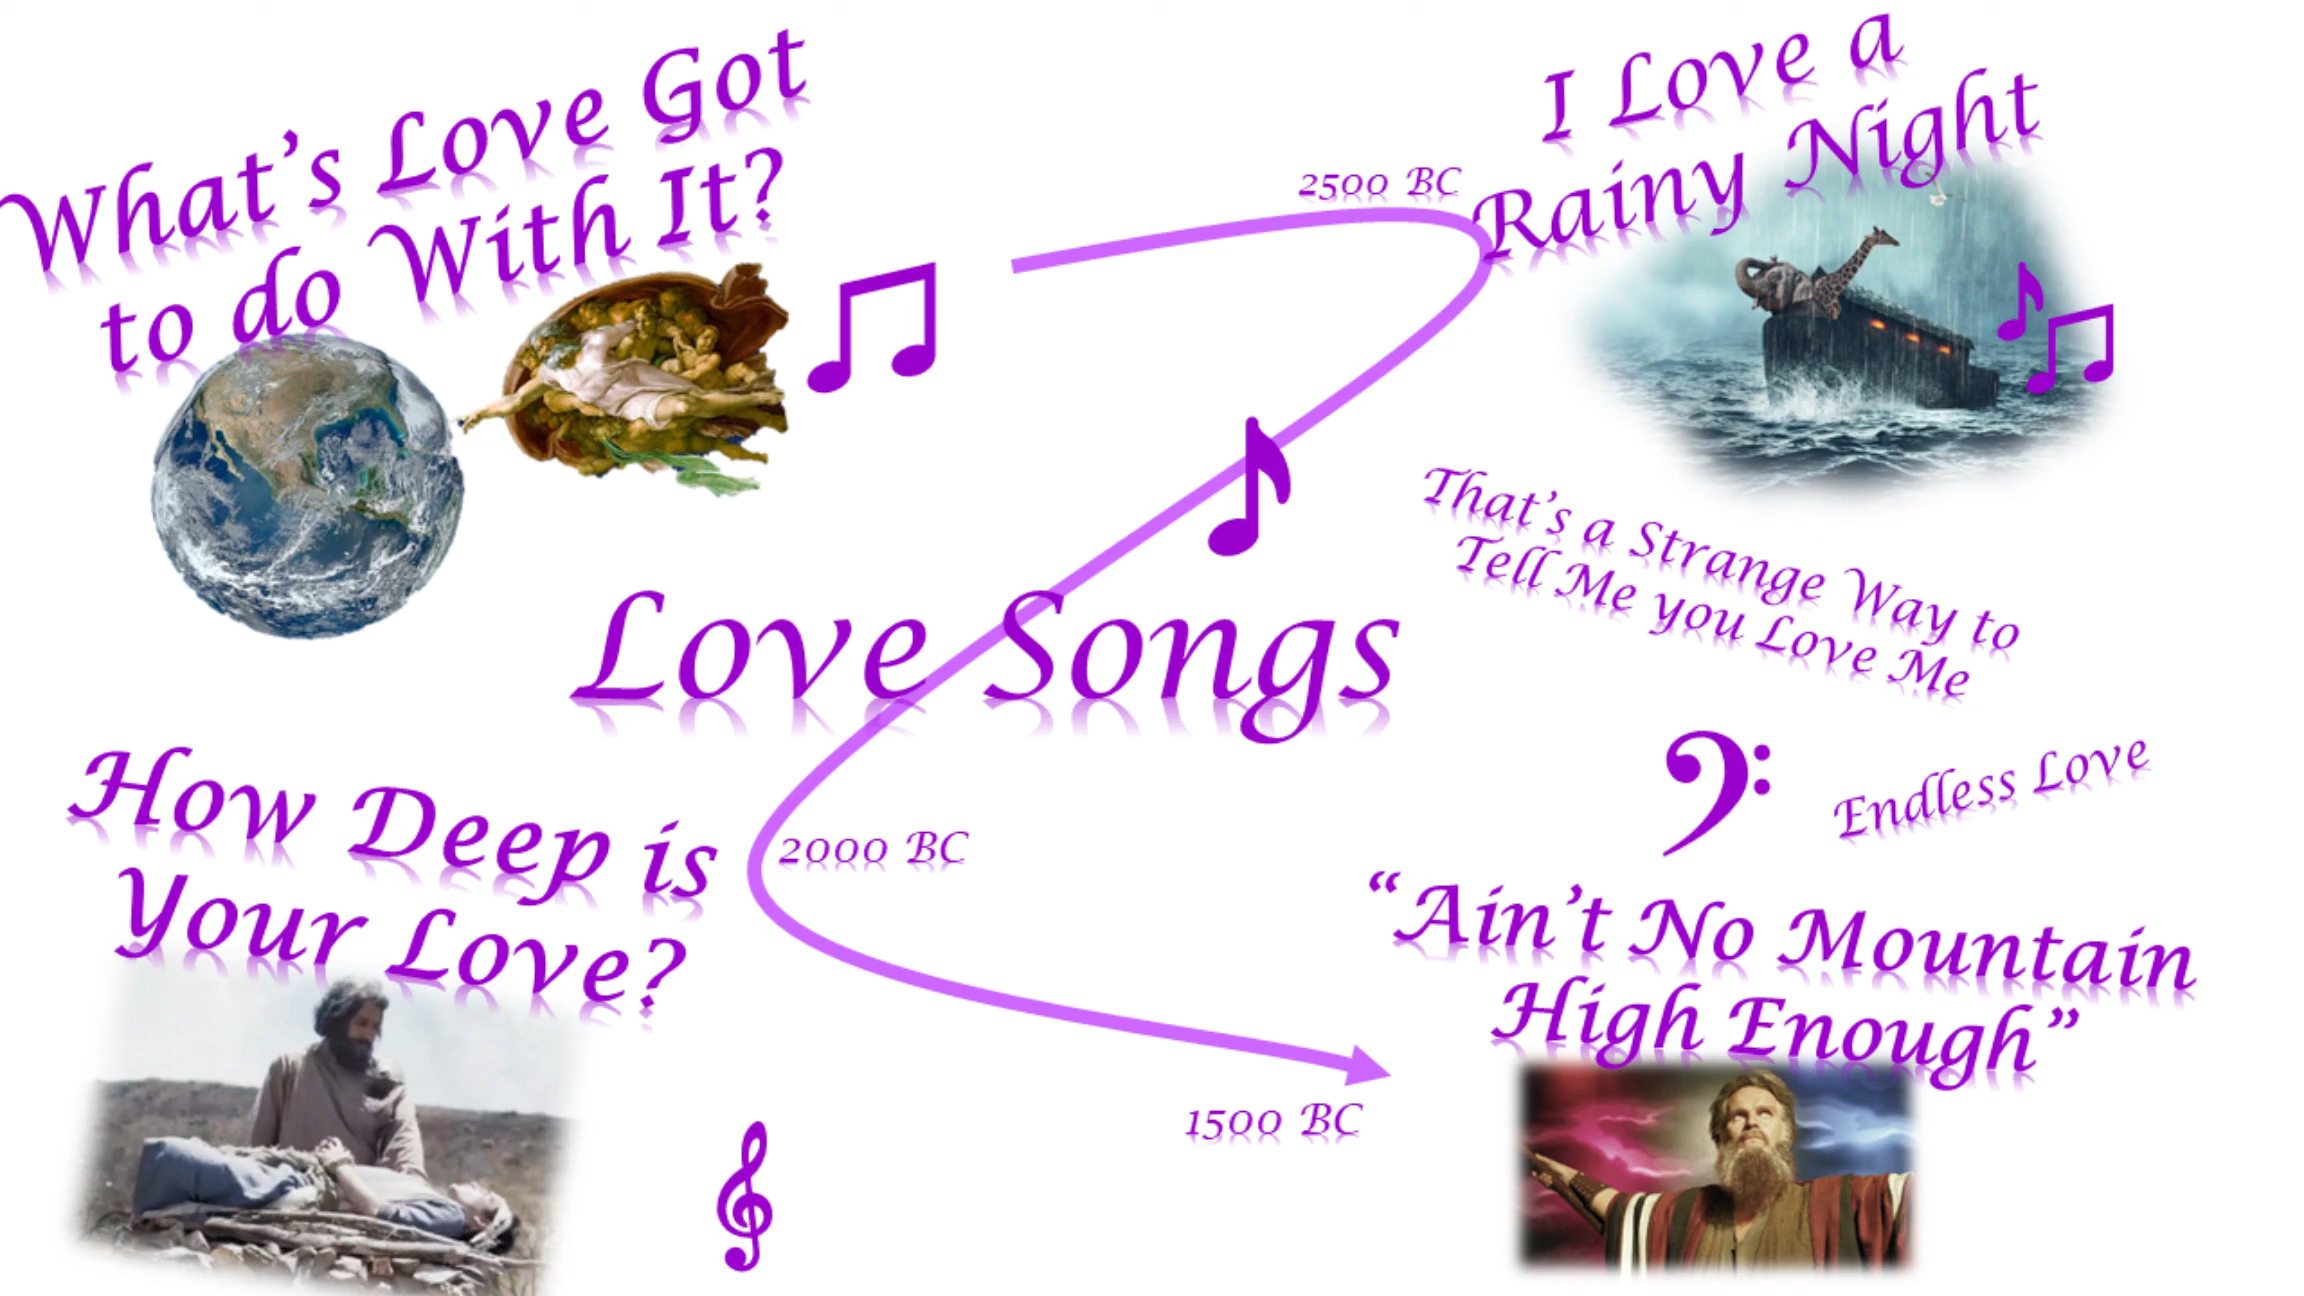 What's Love Got
to do With It?
I Love a
Rainy Night
2500 BC
That's a Strange Way to
Tell Me you Love Me
Love Songs
Endless Love
How Deep is
Your Love?
2000 BC
“Ain't No Mountain
High Enough”
1500 BC